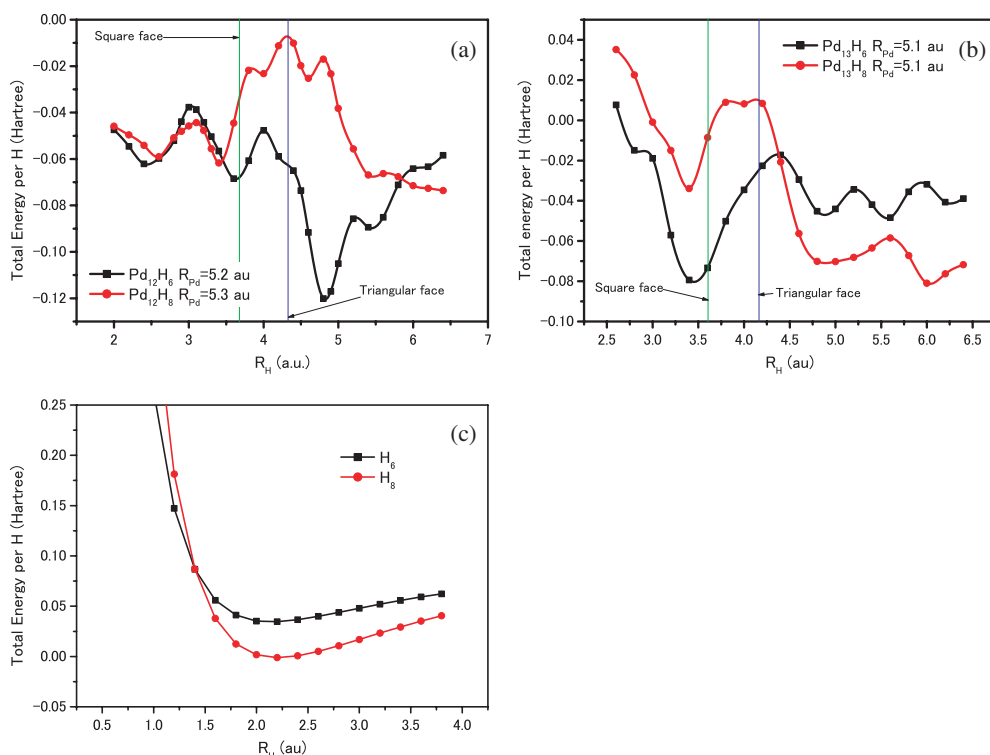 (a)
Square face
Triangular face
Pd12H6 RPd=5.2 au
Pd12H8 RPd=5.3 au
Total Energy per H (Hartree)
0.00
-0.02
-0.04
-0.06
-0.08
-0.10
-0.12
2 3 4 5 6 7
RH (a.u.)
(b)
Pd13H6 RPd=5.1 au
Pd13H8 RPd=5.1 au
Square face
Triangular face
Total energy per H (Hartree)
0.04
0.02
0.00
-0.02
-0.04
-0.06
-0.08
-0.10
2.5 3.0 3.5 4.0 4.5 5.0 5.5 6.0 6.5
RH (au)
(c)
H6
H8
Total Energy per H (Hartree)
0.25
0.20
0.15
0.10
0.05
0.00
-0.05
0.5 1.0 1.5 2.0 2.5 3.0 3.5 4.0
RH (au)